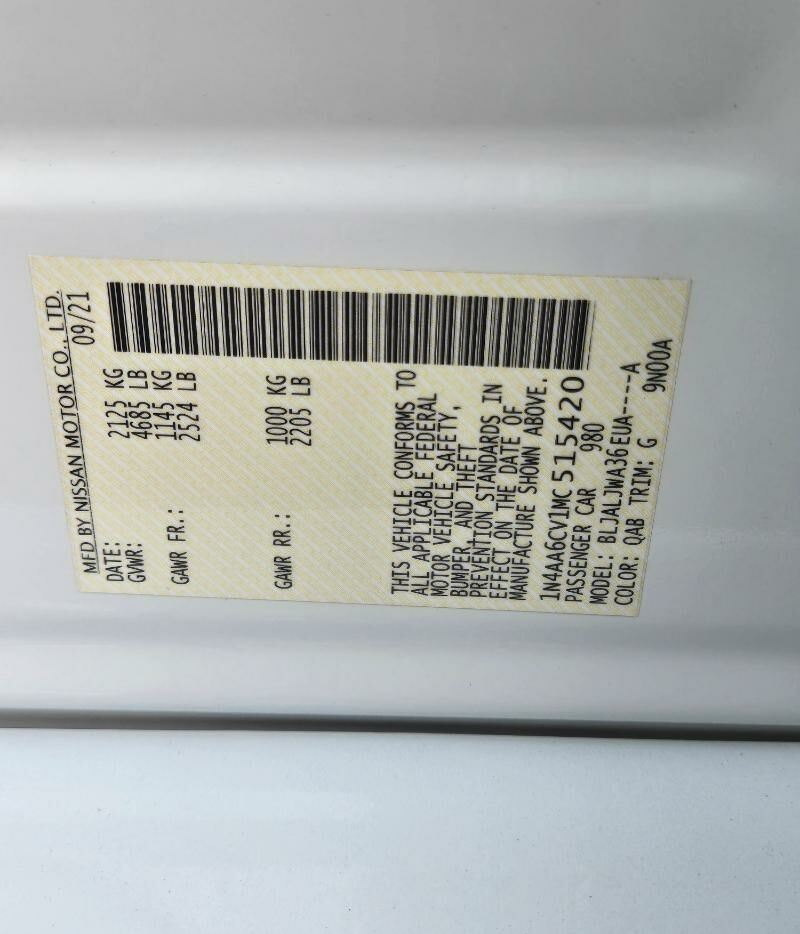 MFD BY NISSAN MOTOR CO., LTD.
DATE: 09/21
GVWR: 2125 KG
4685 LB
GAWR FR.: 1145 KG
2524 LB
GAWR RR.: 1000 KG
2205 LB
THIS VEHICLE CONFORMS TO
ALL APPLICABLE FEDERAL
MOTOR VEHICLE SAFETY,
BUMPER, AND THEFT
PREVENTION STANDARDS IN
EFFECT ON THE DATE OF
MANUFACTURE SHOWN ABOVE.
1N4AA6CV1MC515420
PASSENGER CAR 980
MODEL: BLJALJWA36EUA----A
COLOR: QAB TRIM: G 9N00A